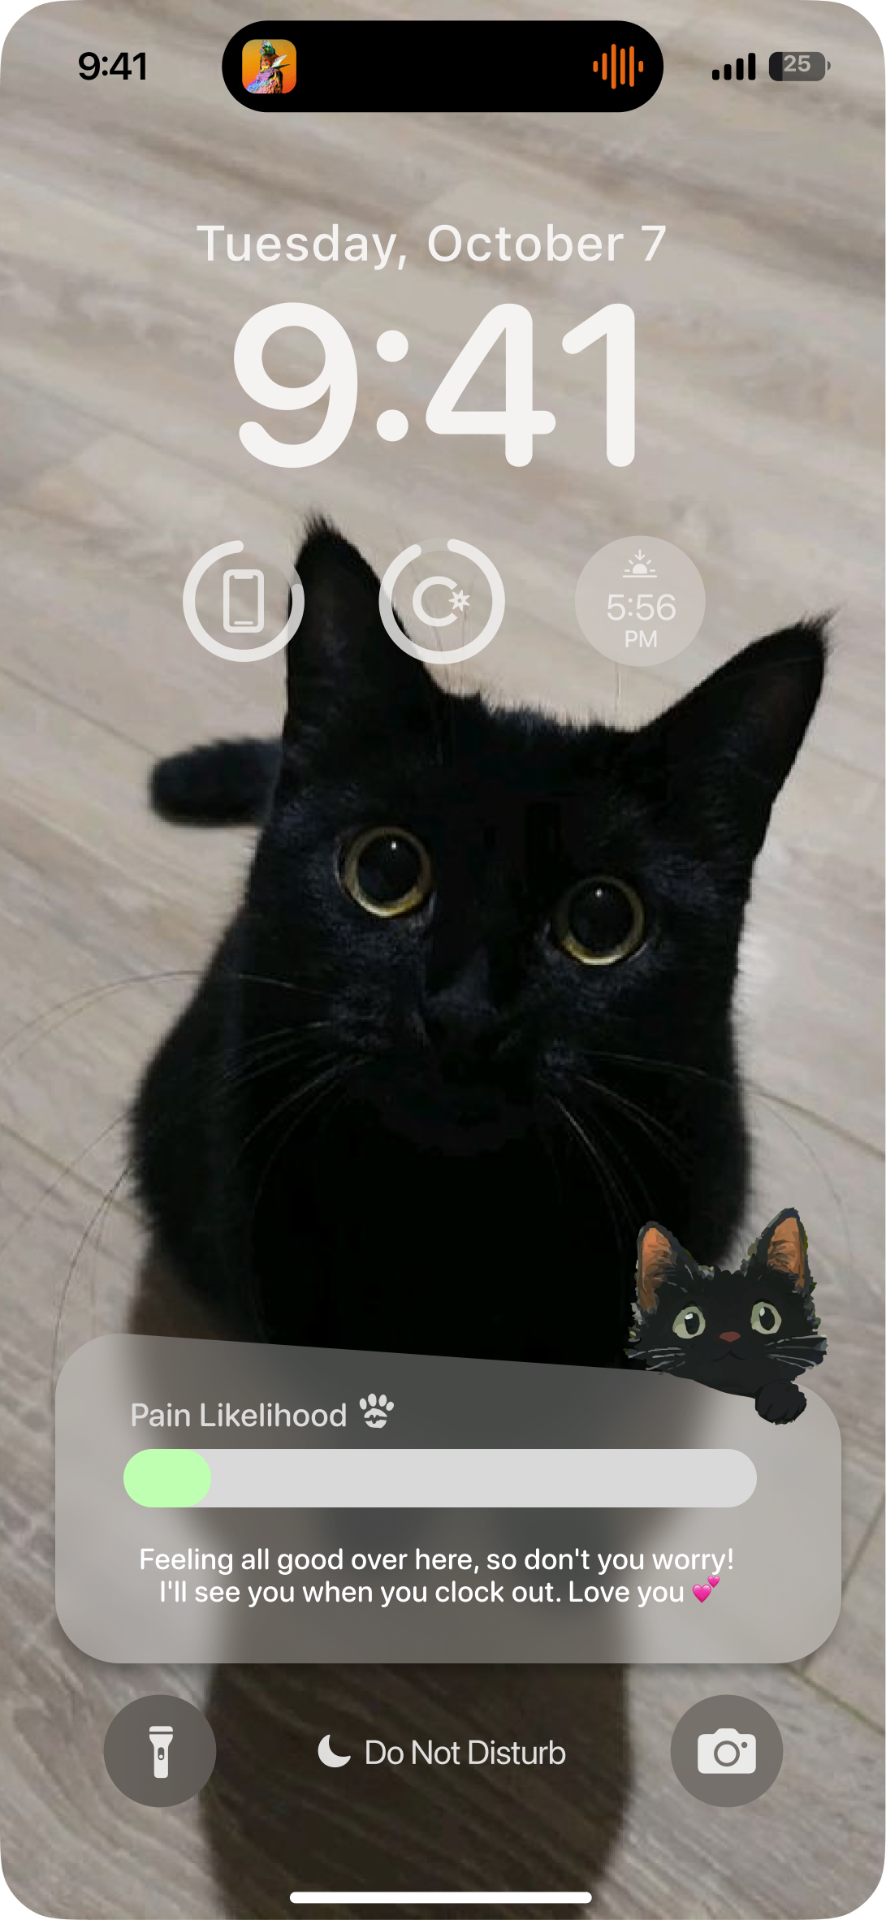 9:41
25
Tuesday, October 7
9:41
5:56
PM
Pain Likelihood
Feeling all good over here, so don't you worry!
I'll see you when you clock out. Love you 💕
Do Not Disturb